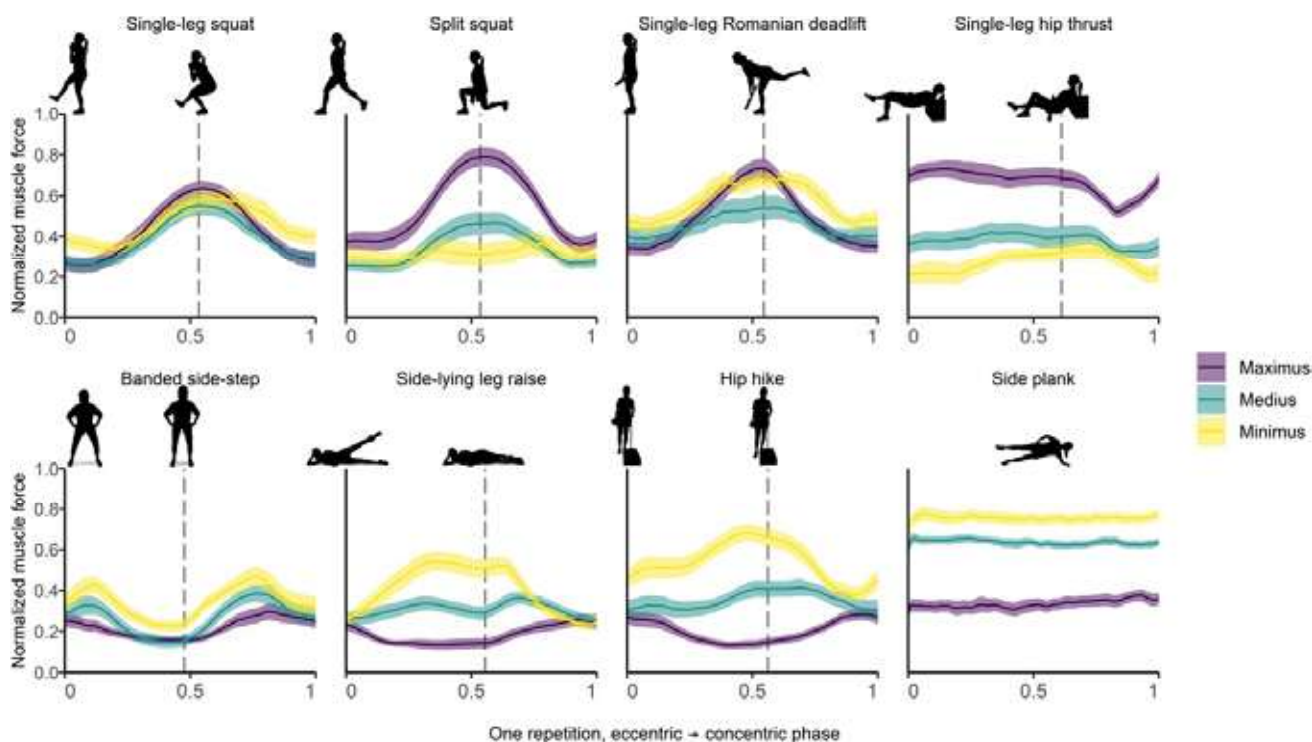 Single-leg squat
Split squat
Single-leg Romanian deadlift
Single-leg hip thrust
Normalized muscle force
1.0
0.8
0.6
0.4
0.2
0.0
0
0.5
1
0
0.5
1
0
0.5
1
0
0.5
1
Banded side-step
Side-lying leg raise
Hip hike
Side plank
Normalized muscle force
1.0
0.8
0.6
0.4
0.2
0.0
0
0.5
1
0
0.5
1
0
0.5
1
0
0.5
1
Maximus
Medius
Minimus
One repetition, eccentric → concentric phase